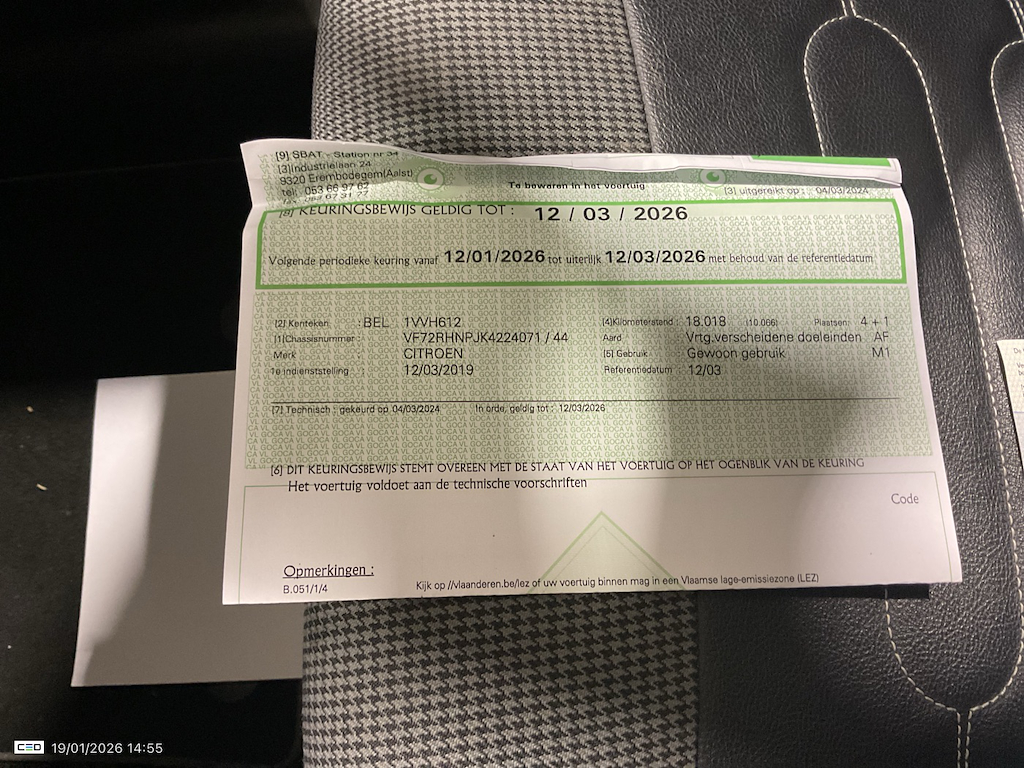 [9] SBAT - Station nr 34
[3]Industrielaan 24
9320 Erembodegem(Aalst)
tel. 053 66 97 62
Te bewaren in het voertuig
[3] uitgereikt op : 04/03/2024
[8] KEURINGSBEWIJS GELDIG TOT : 12 / 03 / 2026
Volgende periodieke keuring vanaf 12/01/2026 tot uiterlijk 12/03/2026 met behoud van de referentiedatum
[2] Kenteken : BEL 1VVH612 [4]Kilometerstand : 18.018 (10.066) Plaatsen: 4 + 1
[1]Chassisnummer VF72RHNPJK4224071 / 44 Aard Vrtg.verscheidene doeleinden AF
Merk CITROEN [5] Gebruik Gewoon gebruik M1
1e indienststelling 12/03/2019 Referentiedatum : 12/03
[7] Technisch : gekeurd op 04/03/2024 In orde, geldig tot : 12/03/2026
[6] DIT KEURINGSBEWIJS STEMT OVEREEN MET DE STAAT VAN HET VOERTUIG OP HET OGENBLIK VAN DE KEURING
Het voertuig voldoet aan de technische voorschriften
Code
Opmerkingen :
B.051/1/4
Kijk op //vlaanderen.be/lez of uw voertuig binnen mag in een Vlaamse lage-emissiezone (LEZ)
CEO 19/01/2026 14:55